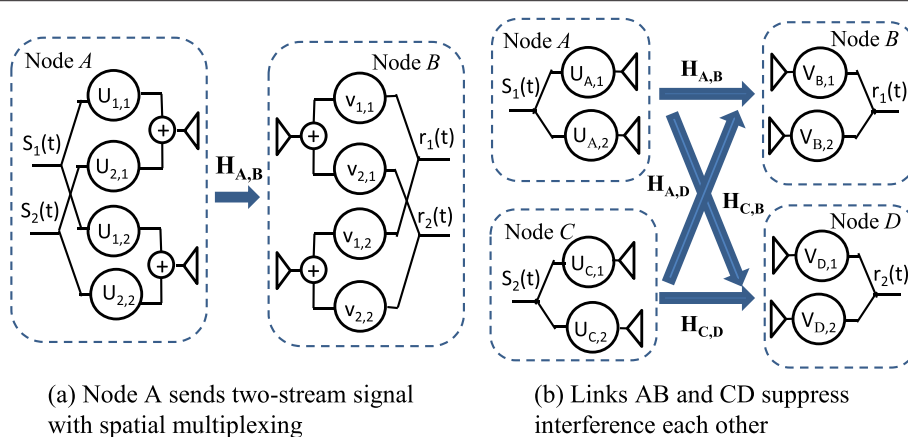 Node A
S1(t)
S2(t)
U1,1
U2,1
U1,2
U2,2
+
+
HA,B
Node B
+
+
v1,1
v2,1
v1,2
v2,2
r1(t)
r2(t)
(a) Node A sends two-stream signal
with spatial multiplexing
Node A
S1(t)
UA,1
UA,2
Node C
S2(t)
UC,1
UC,2
HA,B
HA,D
HC,B
HC,D
Node B
VB,1
VB,2
r1(t)
Node D
VD,1
VD,2
r2(t)
(b) Links AB and CD suppress
interference each other